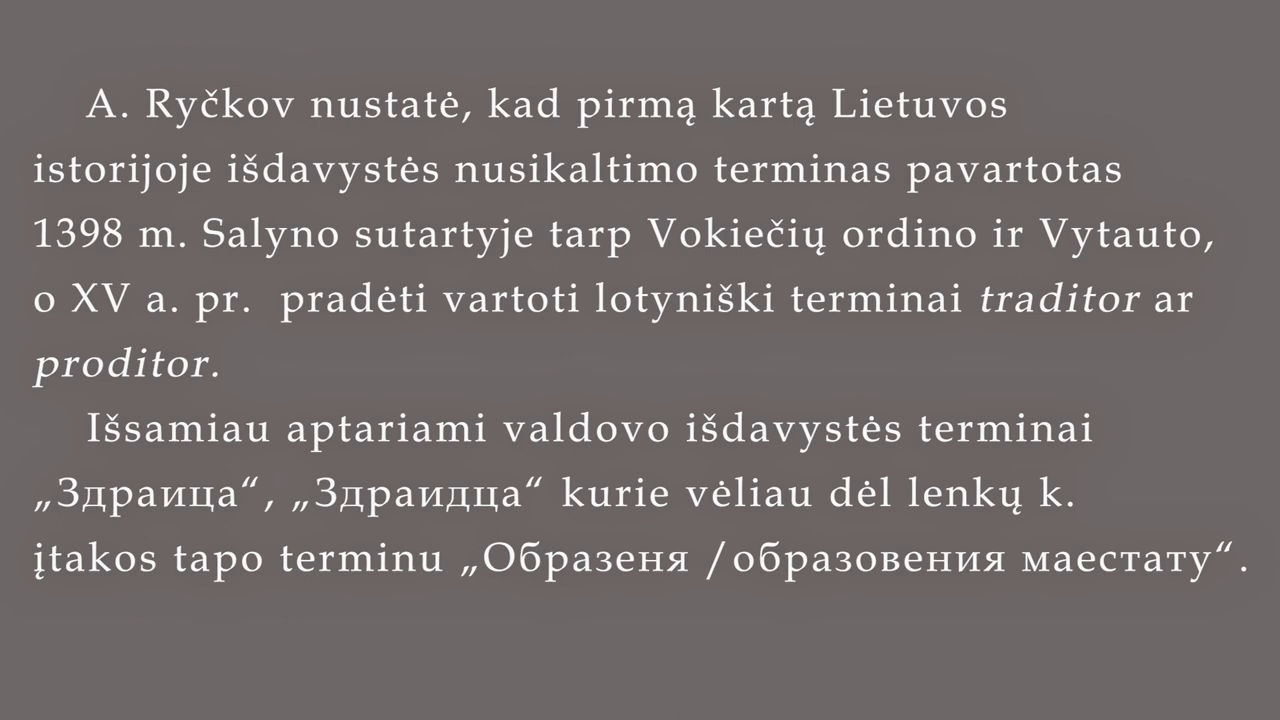 A. Ryčkov nustatė, kad pirmą kartą Lietuvos
istorijoje išdavystės nusikaltimo terminas pavartotas
1398 m. Salyno sutartyje tarp Vokiečių ordino ir Vytauto,
o XV a. pr. pradėti vartoti lotyniški terminai traditor ar
proditor.
Išsamiau aptariami valdovo išdavystės terminai
„Здраица“, „Здраидца“ kurie vėliau dėl lenkų k.
įtakos tapo terminu „Образеня /образовения маестату“.